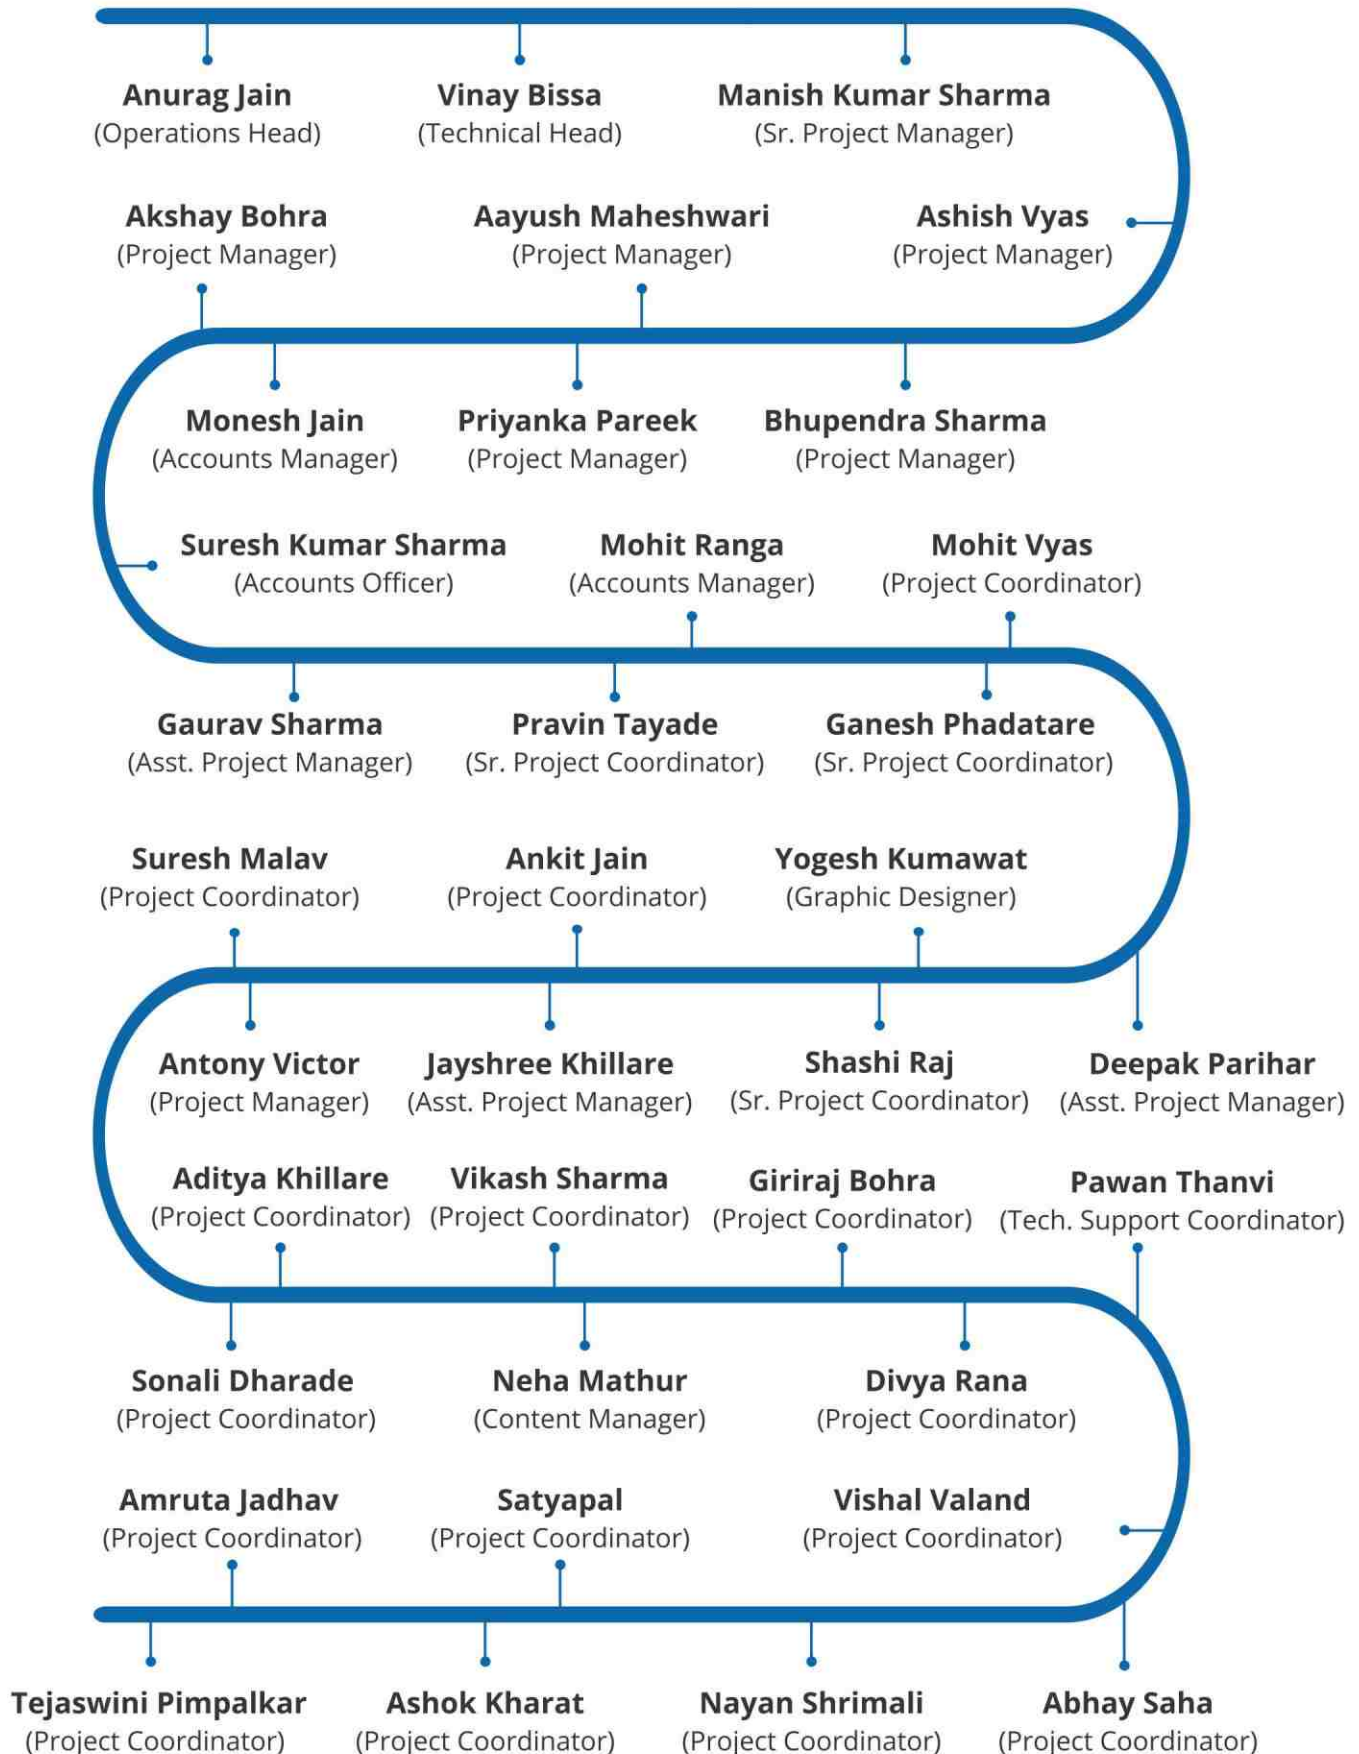 Anurag Jain
(Operations Head)
Vinay Bissa
(Technical Head)
Manish Kumar Sharma
(Sr. Project Manager)
Akshay Bohra
(Project Manager)
Aayush Maheshwari
(Project Manager)
Ashish Vyas
(Project Manager)
Monesh Jain
(Accounts Manager)
Priyanka Pareek
(Project Manager)
Bhupendra Sharma
(Project Manager)
Suresh Kumar Sharma
(Accounts Officer)
Mohit Ranga
(Accounts Manager)
Mohit Vyas
(Project Coordinator)
Gaurav Sharma
(Asst. Project Manager)
Pravin Tayade
(Sr. Project Coordinator)
Ganesh Phadatare
(Sr. Project Coordinator)
Suresh Malav
(Project Coordinator)
Ankit Jain
(Project Coordinator)
Yogesh Kumawat
(Graphic Designer)
Antony Victor
(Project Manager)
Jayshree Khillare
(Asst. Project Manager)
Shashi Raj
(Sr. Project Coordinator)
Deepak Parihar
(Asst. Project Manager)
Aditya Khillare
(Project Coordinator)
Vikash Sharma
(Project Coordinator)
Giriraj Bohra
(Project Coordinator)
Pawan Thanvi
(Tech. Support Coordinator)
Sonali Dharade
(Project Coordinator)
Neha Mathur
(Content Manager)
Divya Rana
(Project Coordinator)
Amruta Jadhav
(Project Coordinator)
Satyapal
(Project Coordinator)
Vishal Valand
(Project Coordinator)
Tejaswini Pimpalkar
(Project Coordinator)
Ashok Kharat
(Project Coordinator)
Nayan Shrimali
(Project Coordinator)
Abhay Saha
(Project Coordinator)